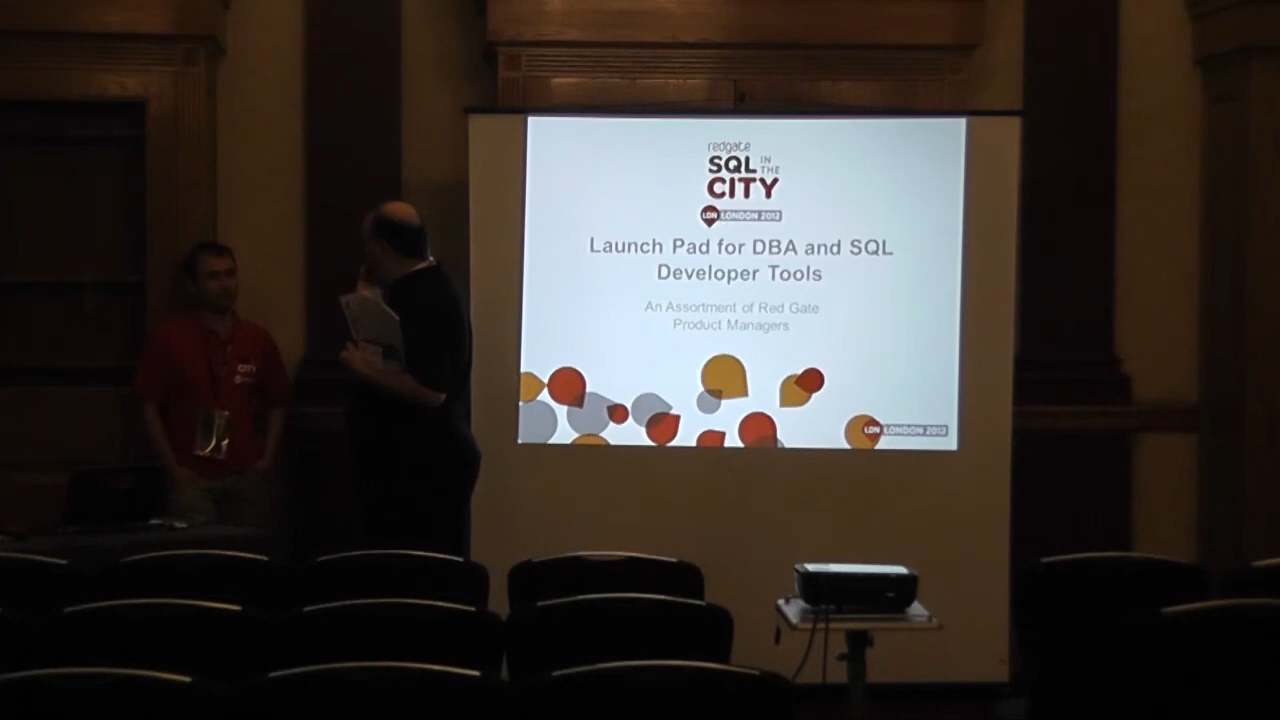 redgate
SQL IN THE
CITY
LDN LONDON 2012
Launch Pad for DBA and SQL
Developer Tools
An Assortment of Red Gate
Product Managers
LDN LONDON 2012
CITY